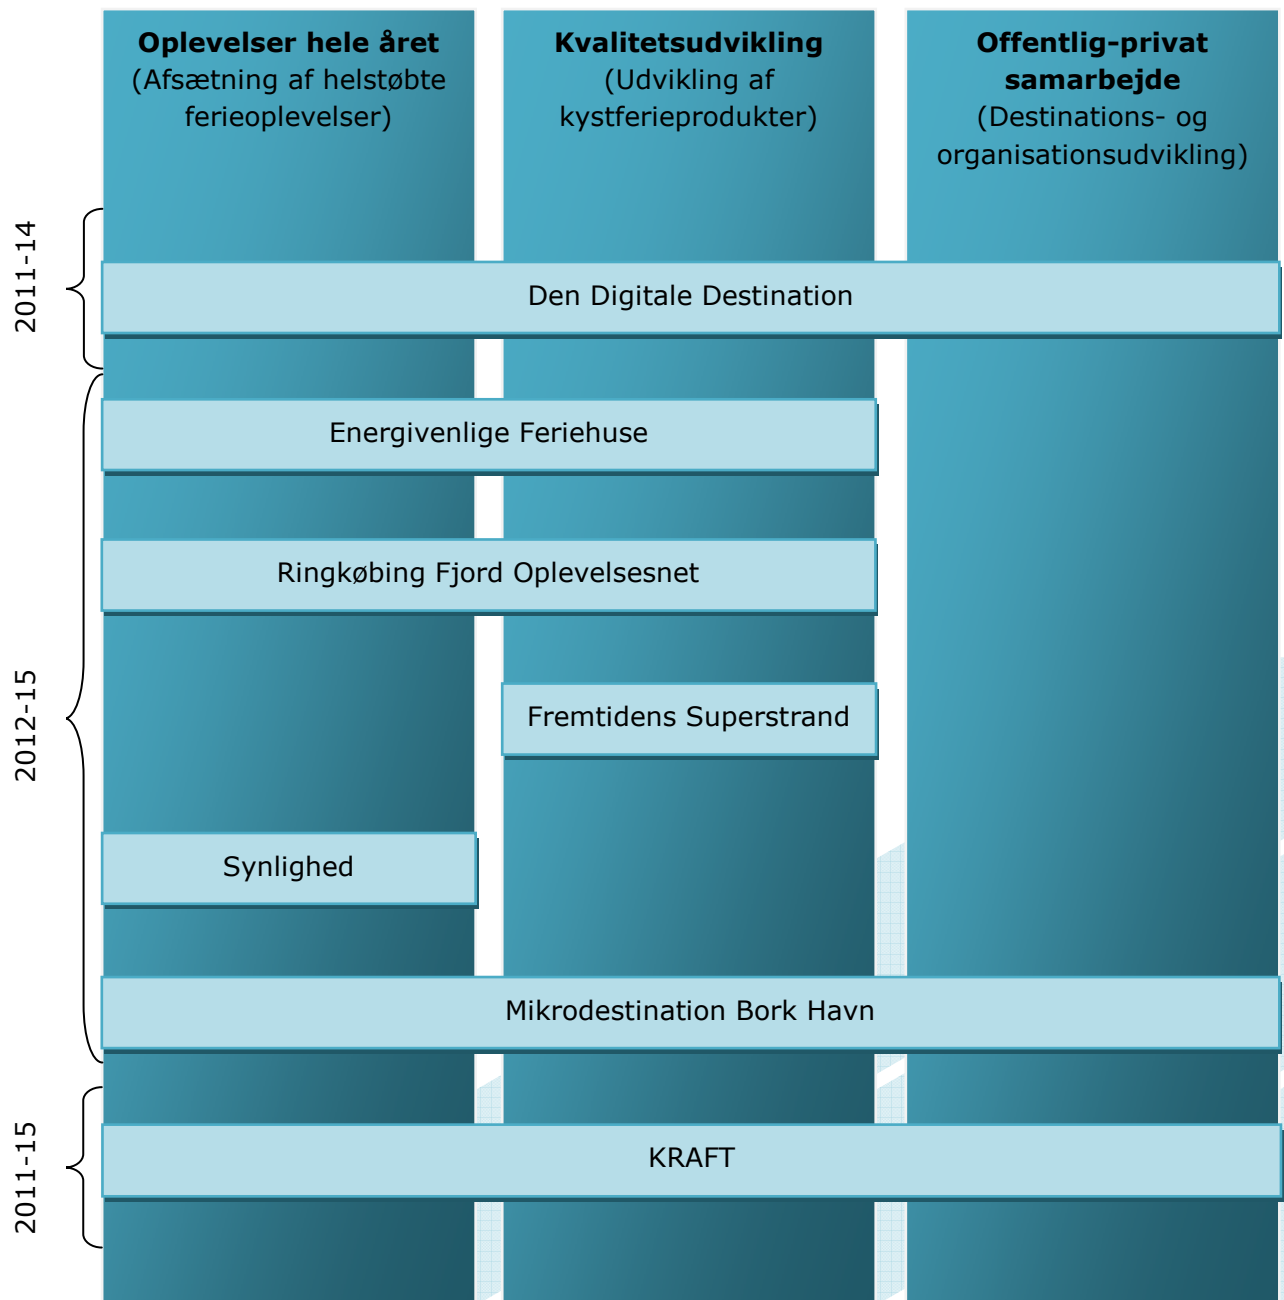 Oplevelser hele året
(Afsætning af helstøbte
ferieoplevelser)
Kvalitetsudvikling
(Udvikling af
kystferieprodukter)
Offentlig-privat
samarbejde
(Destinations- og
organisationsudvikling)
2011-14
Den Digitale Destination
2012-15
Energivenlige Feriehuse
Ringkøbing Fjord Oplevelsesnet
Fremtidens Superstrand
Synlighed
Mikrodestination Bork Havn
2011-15
KRAFT